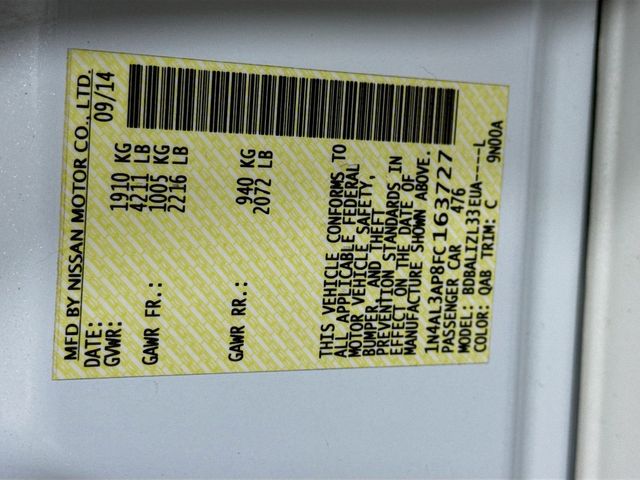 MFD BY NISSAN MOTOR CO., LTD.
DATE: 09/14
GVWR: 1910 KG
4211 LB
GAWR FR.: 1005 KG
2216 LB
GAWR RR.: 940 KG
2072 LB
THIS VEHICLE CONFORMS TO
ALL APPLICABLE FEDERAL
MOTOR VEHICLE SAFETY,
BUMPER, AND THEFT
PREVENTION STANDARDS IN
EFFECT ON THE DATE OF
MANUFACTURE SHOWN ABOVE.
1N4AL3AP8FC163727
PASSENGER CAR 476
MODEL: BDBALIZL33EUA-----L
COLOR: QAB TRIM: C 9N00A